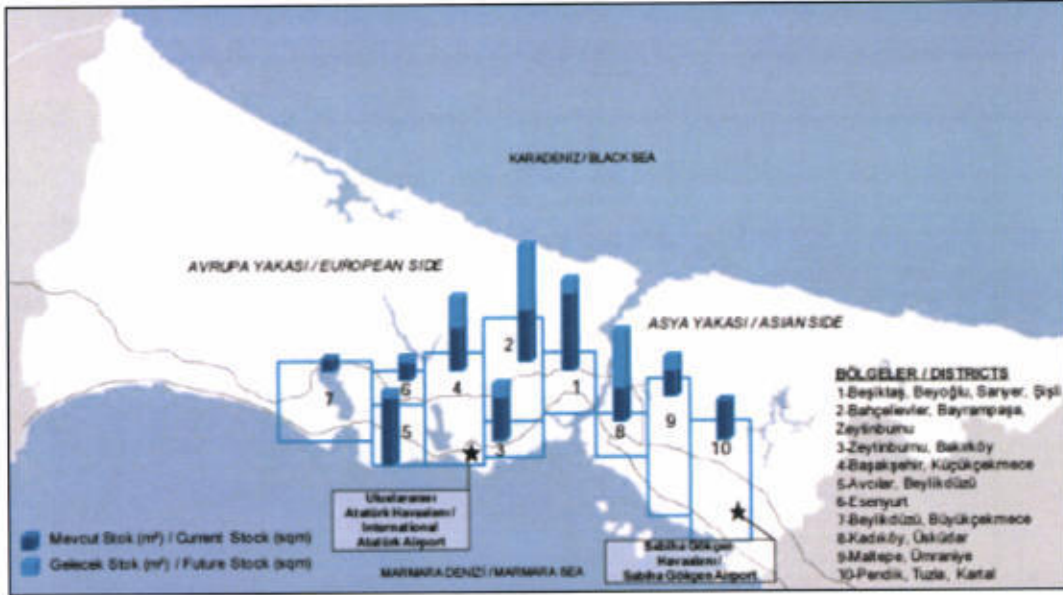 KARADENİZ / BLACK SEA
AVRUPA YAKASI / EUROPEAN SIDE
ASYA YAKASI / ASIAN SIDE
7
6
4
2
1
5
3
8
9
10
BÖLGELER / DISTRICTS
1-Beşiktaş, Beyoğlu, Sarıyer, Şişli
2-Bahçelievler, Bayrampaşa,
Zeytinburnu
3-Zeytinburnu, Bakırköy
4-Başakşehir, Küçükçekmece
5-Avcılar, Beylikdüzü
6-Esenyurt
7-Beylikdüzü, Büyükçekmece
8-Kadıköy, Üsküdar
9-Maltepe, Ümraniye
10-Pendik, Tuzla, Kartal
Uluslararası
Atatürk Havaalanı /
International
Atatürk Airport
Sabiha Gökçen
Havaalanı /
Sabiha Gökçen Airport
Mevcut Stok (m²) / Current Stock (sqm)
Gelecek Stok (m²) / Future Stock (sqm)
MARMARA DENİZİ / MARMARA SEA